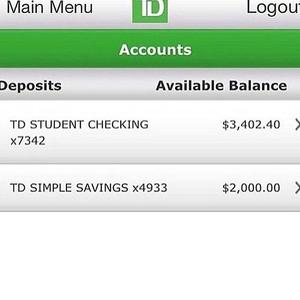 Main Menu TD Logout
Accounts
Deposits Available Balance
TD STUDENT CHECKING $3,402.40
x7342
TD SIMPLE SAVINGS x4933 $2,000.00